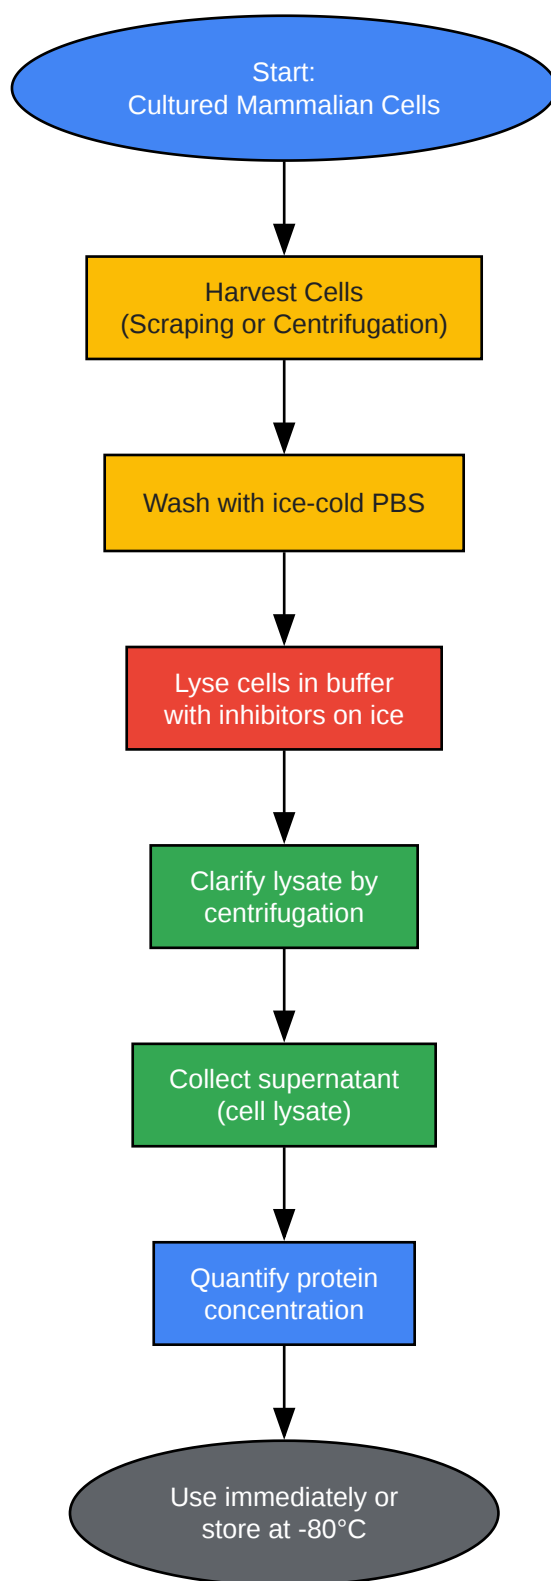 Start:
Cultured Mammalian Cells
Harvest Cells
(Scraping or Centrifugation)
Wash with ice-cold PBS
Lyse cells in buffer
with inhibitors on ice
Clarify lysate by
centrifugation
Collect supernatant
(cell lysate)
Quantify protein
concentration
Use immediately or
store at -80°C